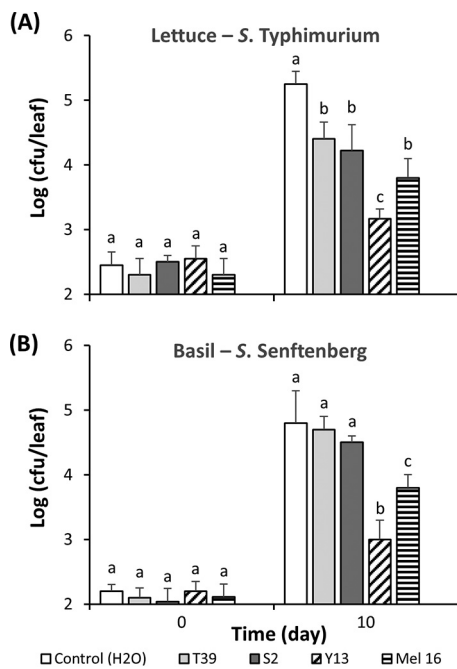 (A)
Lettuce – S. Typhimurium
Log (cfu/leaf)
6
5
4
3
2
a a a a a
a b b c b
(B)
Basil – S. Senftenberg
Log (cfu/leaf)
6
5
4
3
2
a a a a a
a a a b c
0 10
Time (day)
Control (H2O) T39 S2 Y13 Mel 16